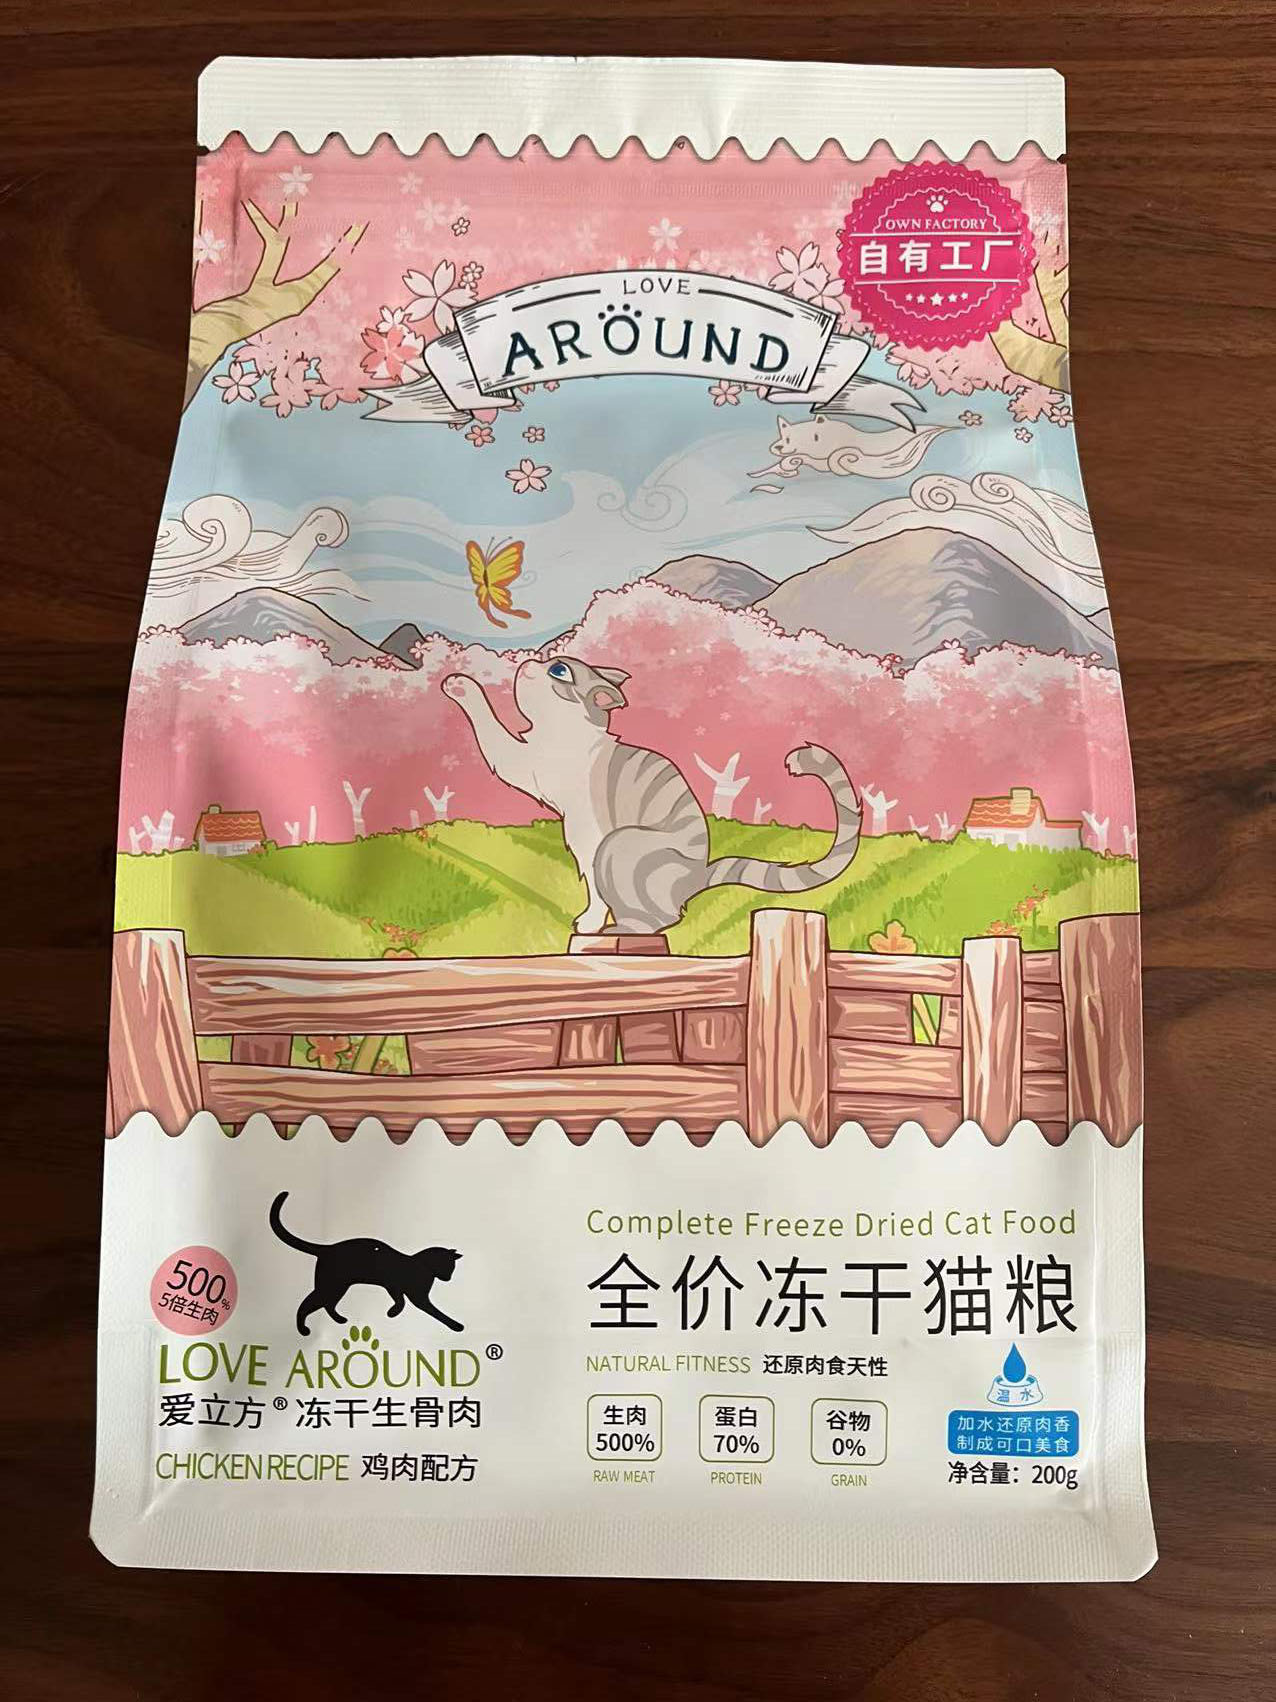 OWN FACTORY
自有工厂
LOVE
AROUND
Complete Freeze Dried Cat Food
全价冻干猫粮
500%
5倍生肉
LOVE AROUND®
爱立方®冻干生骨肉
CHICKEN RECIPE 鸡肉配方
NATURAL FITNESS 还原肉食天性
生肉
500%
RAW MEAT
蛋白
70%
PROTEIN
谷物
0%
GRAIN
温水
加水还原肉香
制成可口美食
净含量：200g